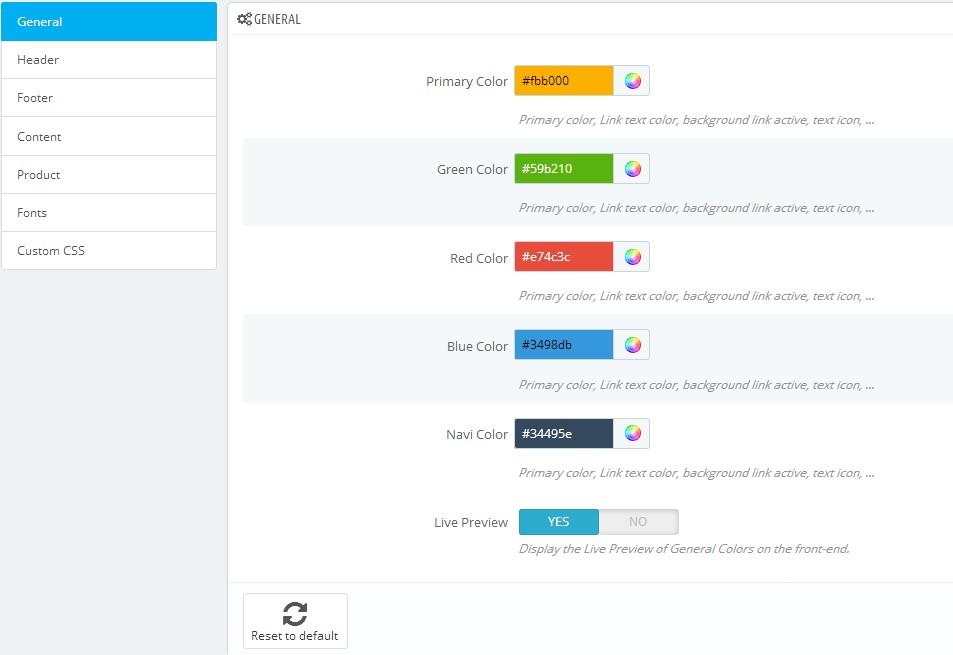 General
Header
Footer
Content
Product
Fonts
Custom CSS
GENERAL
Primary Color #fbb000
Primary color, Link text color, background link active, text icon, ...
Green Color #59b210
Primary color, Link text color, background link active, text icon, ...
Red Color #e74c3c
Primary color, Link text color, background link active, text icon, ...
Blue Color #3498db
Primary color, Link text color, background link active, text icon, ...
Navi Color #34495e
Primary color, Link text color, background link active, text icon, ...
Live Preview YES NO
Display the Live Preview of General Colors on the front-end.
Reset to default